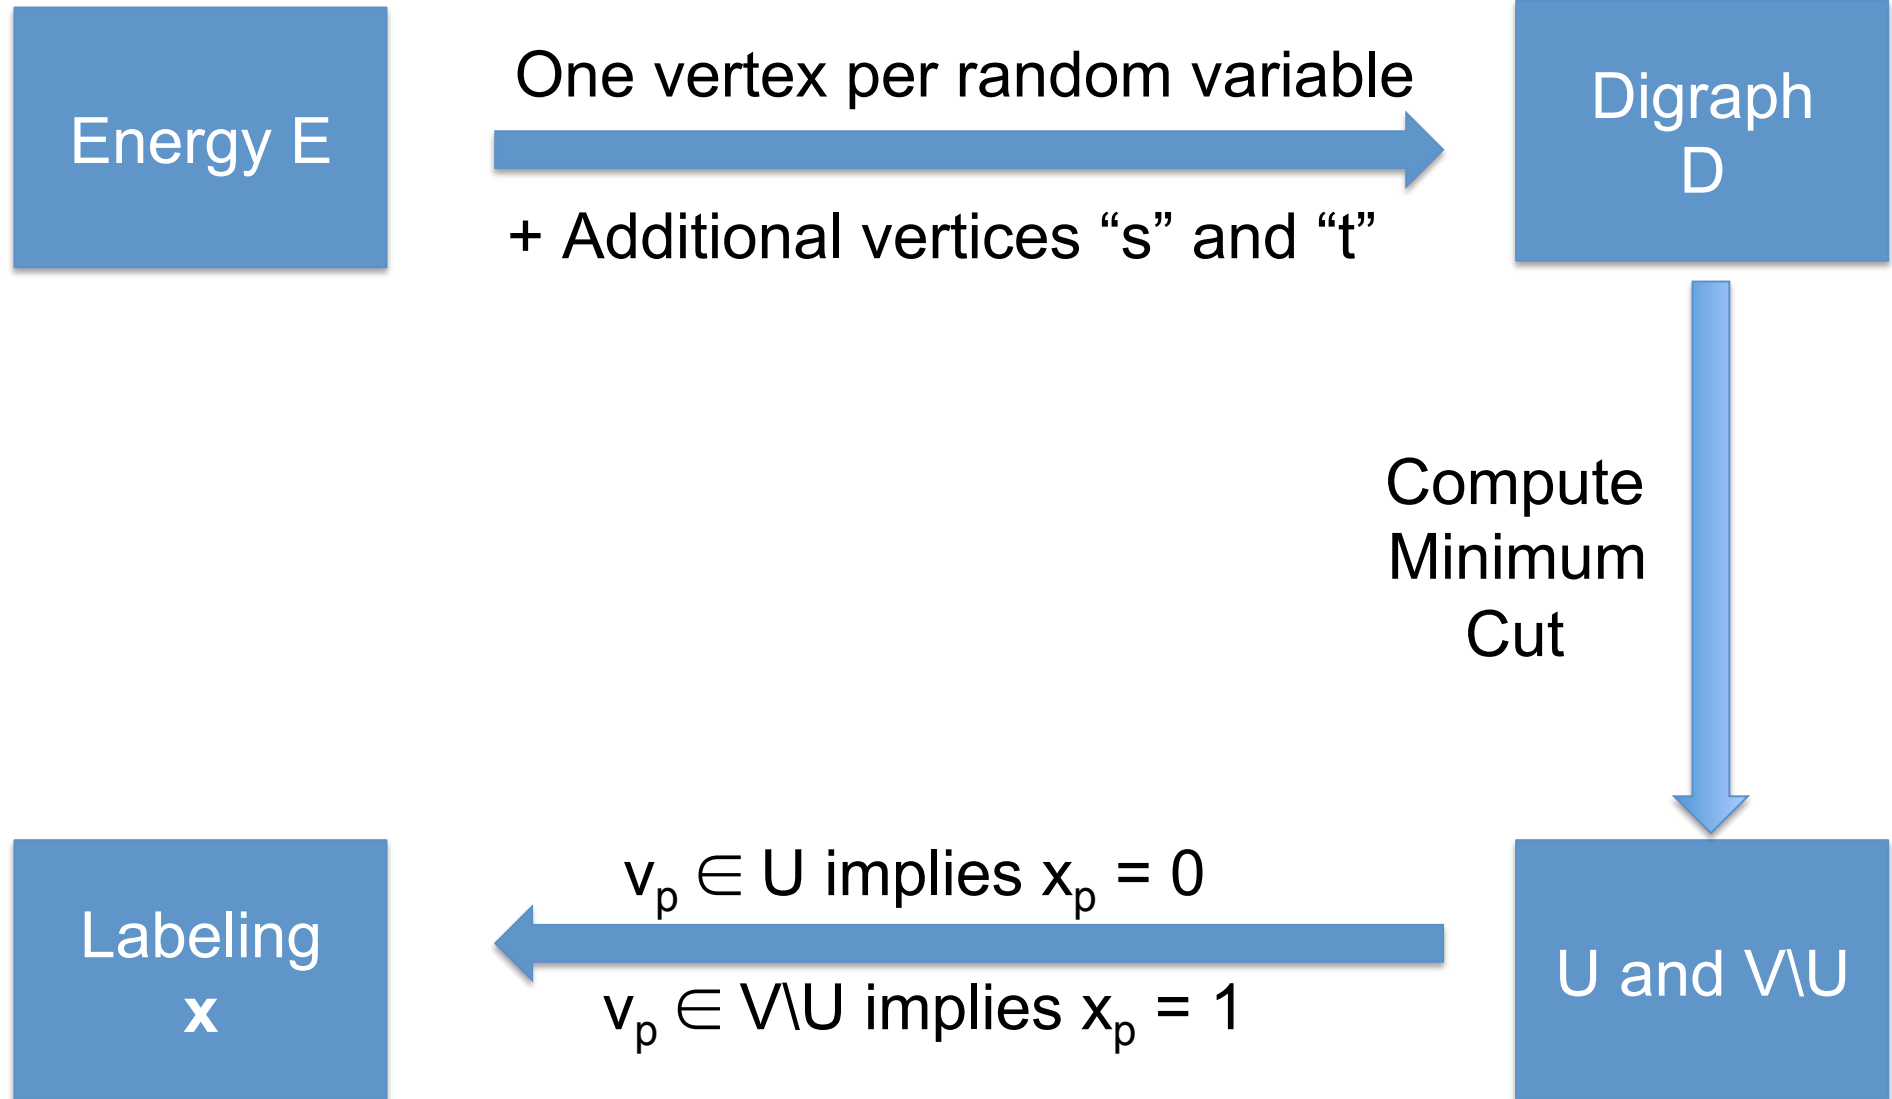 Energy E
One vertex per random variable
+ Additional vertices “s” and “t”
Digraph
D
Compute
Minimum
Cut
U and V\U
vp ∈ U implies xp = 0
vp ∈ V\U implies xp = 1
Labeling
x